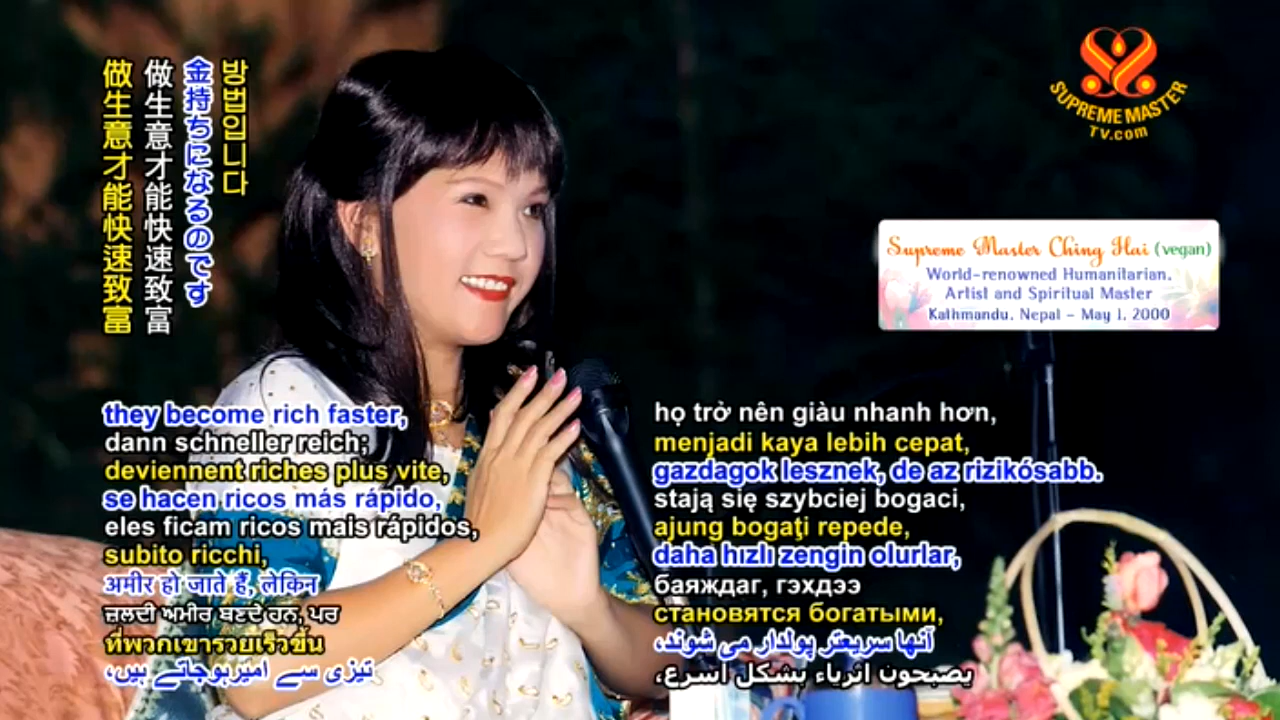 방법입니다
金持ちになるのです
做生意才能快速致富
做生意才能快速致富
SUPREME MASTER
TV.com
Supreme Master Ching Hai (vegan)
World-renowned Humanitarian,
Artist and Spiritual Master
Kathmandu, Nepal – May 1, 2000
they become rich faster,
dann schneller reich;
deviennent riches plus vite,
se hacen ricos más rápido,
eles ficam ricos mais rápidos,
subito ricchi,
अमीर हो जाते हैं, लेकिन
ਜ਼ਲਦੀ ਅਮੀਰ ਬਣਦੇ ਹਨ, ਪਰ
ที่พวกเขารวยเร็วขึ้น
تیزی سے امیرہوجاتے ہیں،
họ trở nên giàu nhanh hơn,
menjadi kaya lebih cepat,
gazdagok lesznek, de az rizikósabb.
stają się szybciej bogaci,
ajung bogaţi repede,
daha hızlı zengin olurlar,
баяждаг, гэхдээ
становятся богатыми,
آنها سریعتر پولدار می شوند،
يصبحون اثرياء بشكل اسرع،